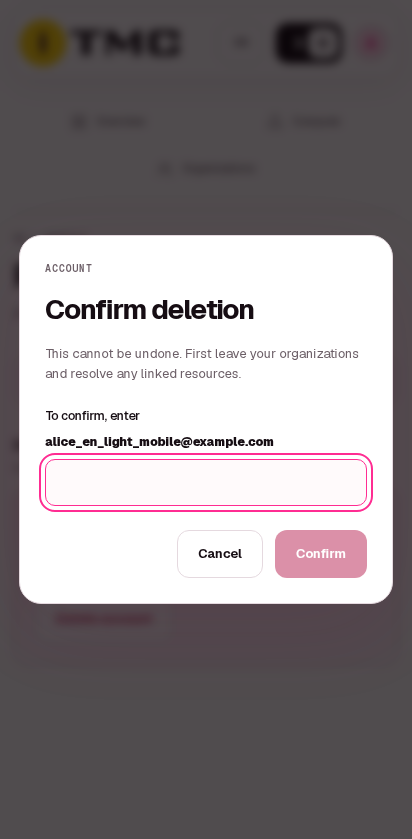 TMC
ACCOUNT
Confirm deletion
This cannot be undone. First leave your organizations
and resolve any linked resources.
To confirm, enter
alice_en_light_mobile@example.com
Cancel
Confirm